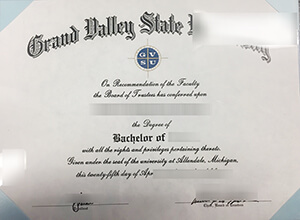 Grand Valley State
GV
SU
On Recommendation of the Faculty
the Board of Trustees has conferred upon
the Degree of
Bachelor of
with all the rights and privileges pertaining thereto.
Given under the seal of the university at Allendale, Michigan,
this twenty-fifth day of Apr